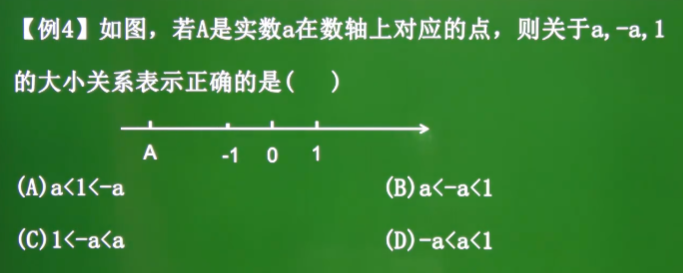 【例4】如图，若A是实数a在数轴上对应的点，则关于a,-a,1
的大小关系表示正确的是(　)
A -1 0 1
(A)a<1<-a (B)a<-a<1
(C)1<-a<a (D)-a<a<1